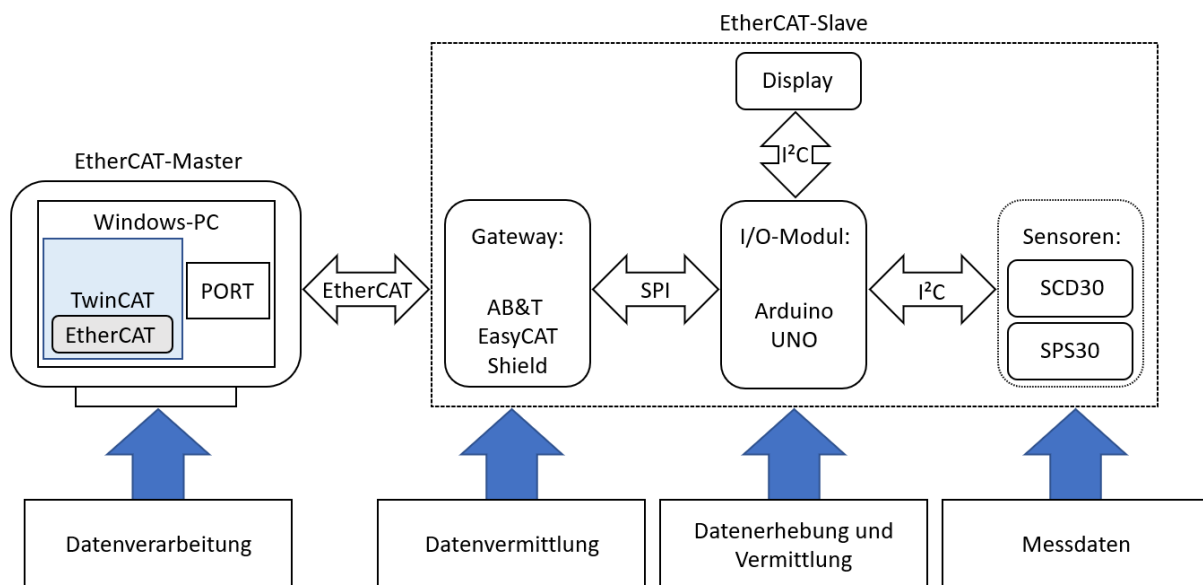 EtherCAT-Slave
Display
I²C
EtherCAT-Master
Windows-PC
TwinCAT
EtherCAT
PORT
EtherCAT
Gateway:
AB&T
EasyCAT
Shield
SPI
I/O-Modul:
Arduino
UNO
I²C
Sensoren:
SCD30
SPS30
Datenverarbeitung
Datenvermittlung
Datenerhebung und
Vermittlung
Messdaten